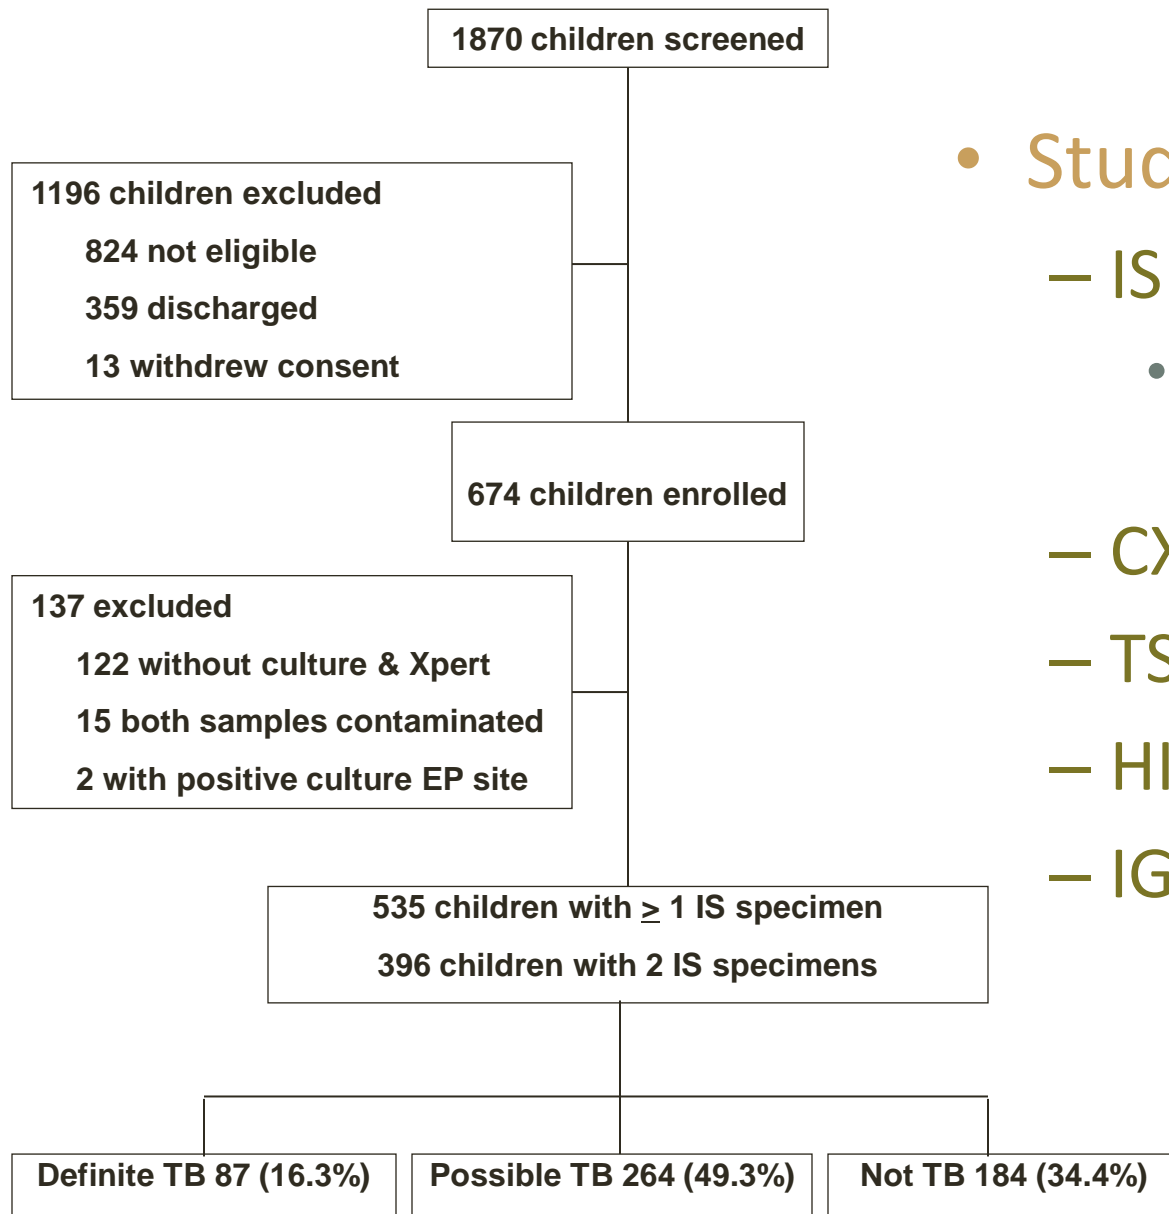 1870 children screened
1196 children excluded
824 not eligible
359 discharged
13 withdrew consent
674 children enrolled
137 excluded
122 without culture & Xpert
15 both samples contaminated
2 with positive culture EP site
535 children with ≥ 1 IS specimen
396 children with 2 IS specimens
Definite TB 87 (16.3%)
Possible TB 264 (49.3%)
Not TB 184 (34.4%)
• 
– IS
•
–
–
–
–